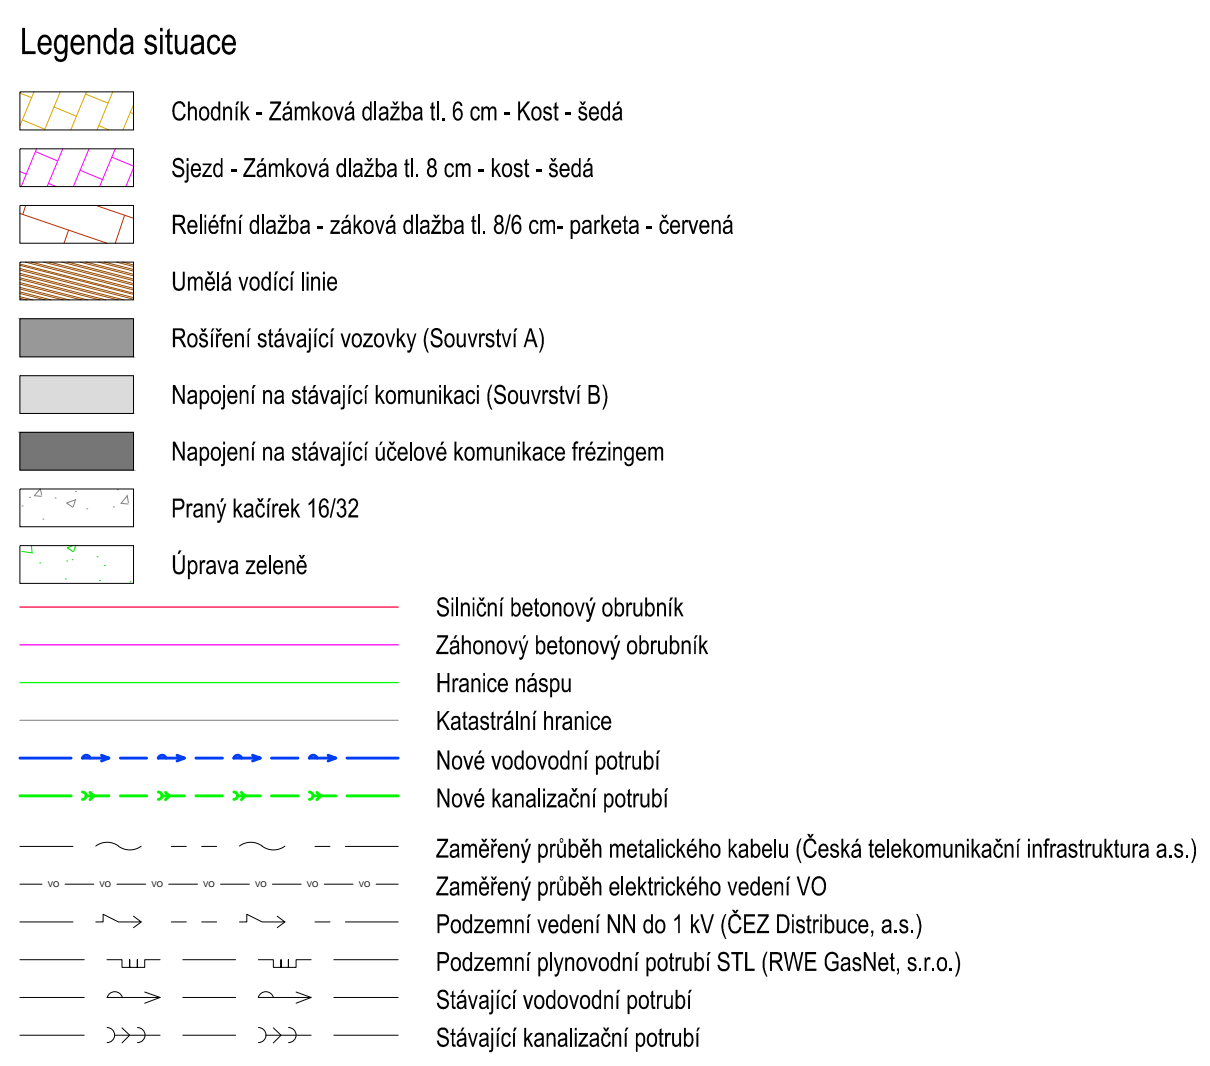 Legenda situace
Chodník - Zámková dlažba tl. 6 cm - Kost - šedá
Sjezd - Zámková dlažba tl. 8 cm - kost - šedá
Reliéfní dlažba - záková dlažba tl. 8/6 cm- parketa - červená
Umělá vodící linie
Rošíření stávající vozovky (Souvrství A)
Napojení na stávající komunikaci (Souvrství B)
Napojení na stávající účelové komunikace frézingem
Praný kačírek 16/32
Úprava zeleně
Silniční betonový obrubník
Záhonový betonový obrubník
Hranice náspu
Katastrální hranice
Nové vodovodní potrubí
Nové kanalizační potrubí
Zaměřený průběh metalického kabelu (Česká telekomunikační infrastruktura a.s.)
VO VO VO VO VO VO VO Zaměřený průběh elektrického vedení VO
Podzemní vedení NN do 1 kV (ČEZ Distribuce, a.s.)
Podzemní plynovodní potrubí STL (RWE GasNet, s.r.o.)
Stávající vodovodní potrubí
Stávající kanalizační potrubí